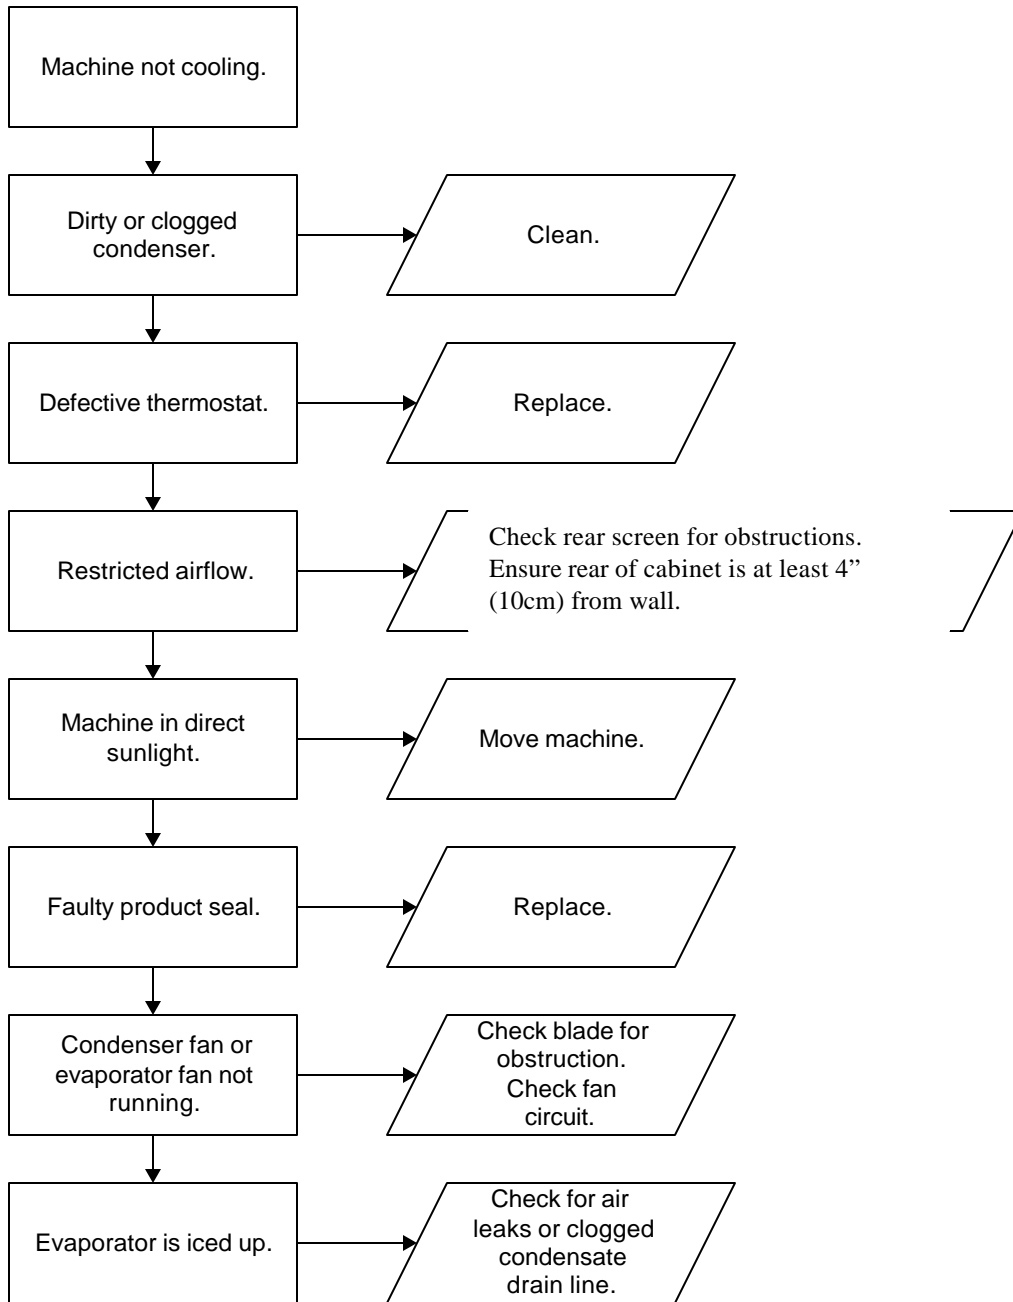 Machine not cooling.
Dirty or clogged
condenser.
Clean.
Defective thermostat.
Replace.
Restricted airflow.
Check rear screen for obstructions.
Ensure rear of cabinet is at least 4”
(10cm) from wall.
Machine in direct
sunlight.
Move machine.
Faulty product seal.
Replace.
Condenser fan or
evaporator fan not
running.
Check blade for
obstruction.
Check fan
circuit.
Evaporator is iced up.
Check for air
leaks or clogged
condensate
drain line.